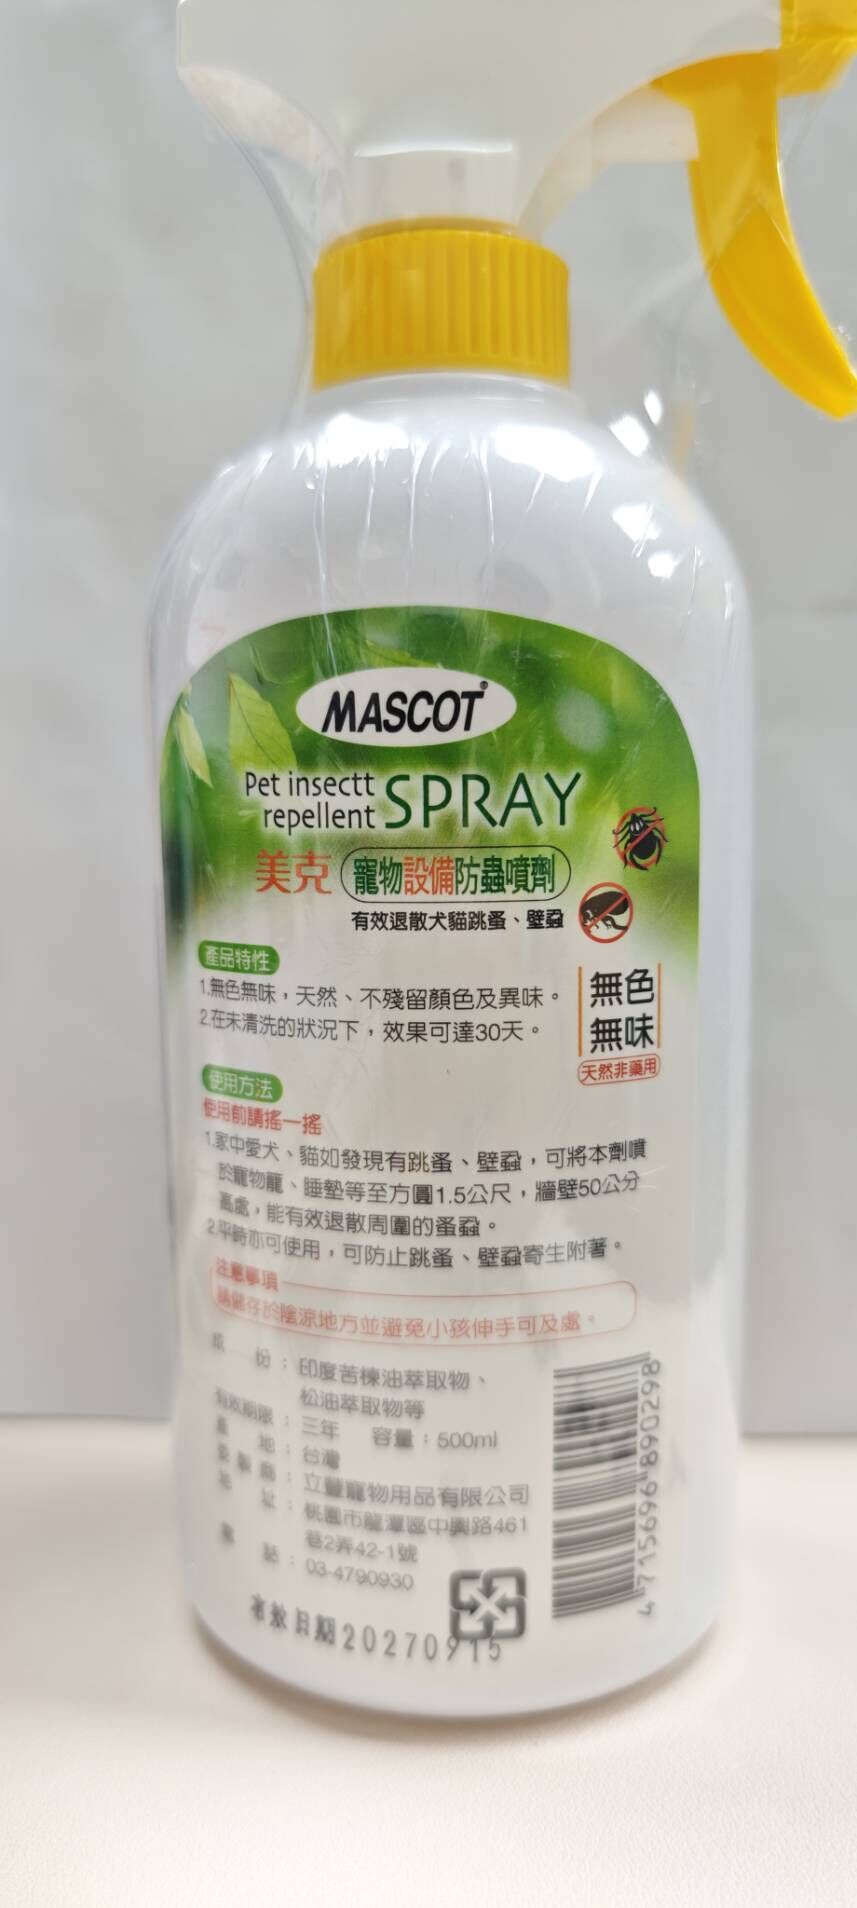 MASCOT®
Pet insectt
repellent SPRAY
美克 寵物設備防蟲噴劑
有效退散犬貓跳蚤、壁蝨
產品特性
1.無色無味，天然、不殘留顏色及異味。
2.在未清洗的狀況下，效果可達30天。
無色
無味
天然非藥用
使用方法
使用前請搖一搖
1.家中愛犬、貓如發現有跳蚤、壁蝨，可將本劑噴
於寵物籠、睡墊等至方圓1.5公尺，牆壁50公分
高處，能有效退散周圍的蚤蝨。
2.平時亦可使用，可防止跳蚤、壁蝨寄生附著。
注意事項
請儲存於陰涼地方並避免小孩伸手可及處。
成 份：印度苦楝油萃取物、
松油萃取物等
有效期限：三年 容量：500ml
產 地：台灣
委製商：立豐寵物用品有限公司
地 址：桃園市龍潭區中興路461
巷2弄42-1號
電 話：03-4790930
有效日期20270915
4 715696 890298